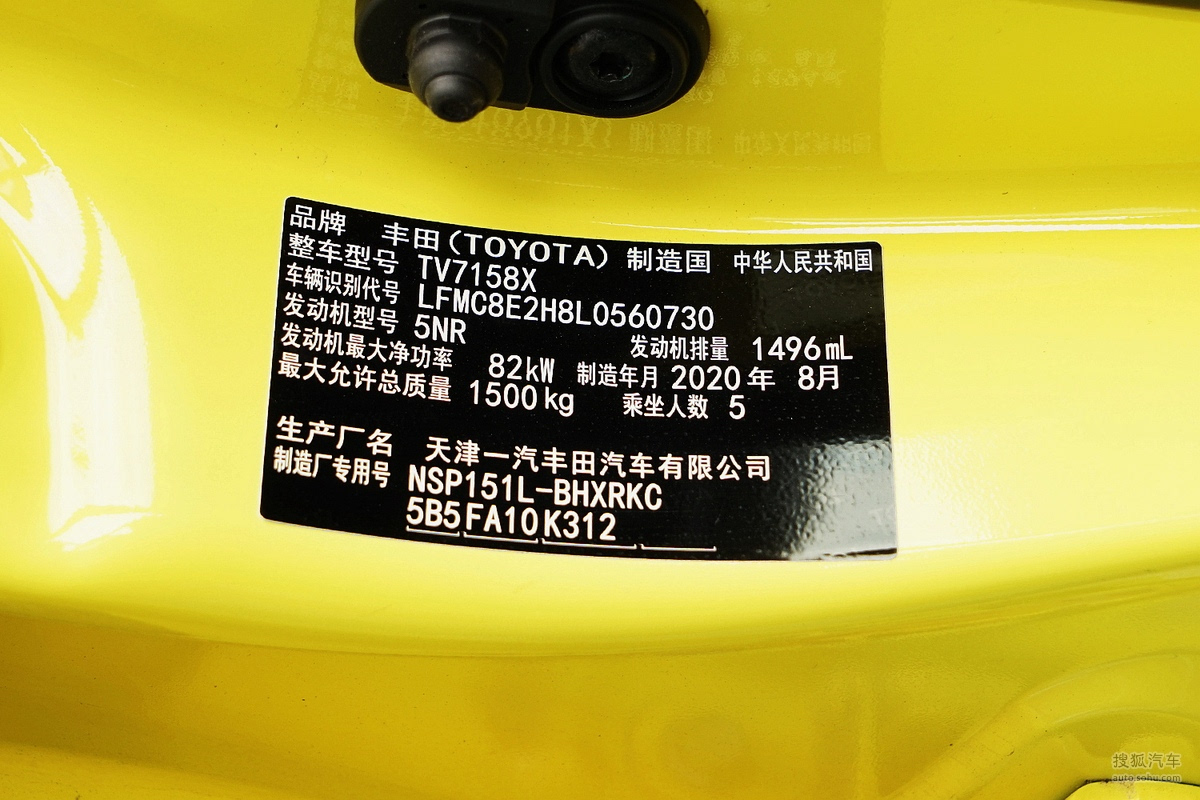 品牌 丰田(TOYOTA) 制造国 中华人民共和国
整车型号 TV7158X
车辆识别代号 LFMC8E2H8L0560730
发动机型号 5NR 发动机排量 1496mL
发动机最大净功率 82kW 制造年月 2020年 8月
最大允许总质量 1500kg 乘坐人数 5
生产厂名 天津一汽丰田汽车有限公司
制造厂专用号 NSP151L-BHXRKC
5B5FA10K312
搜狐汽车
auto.sohu.com